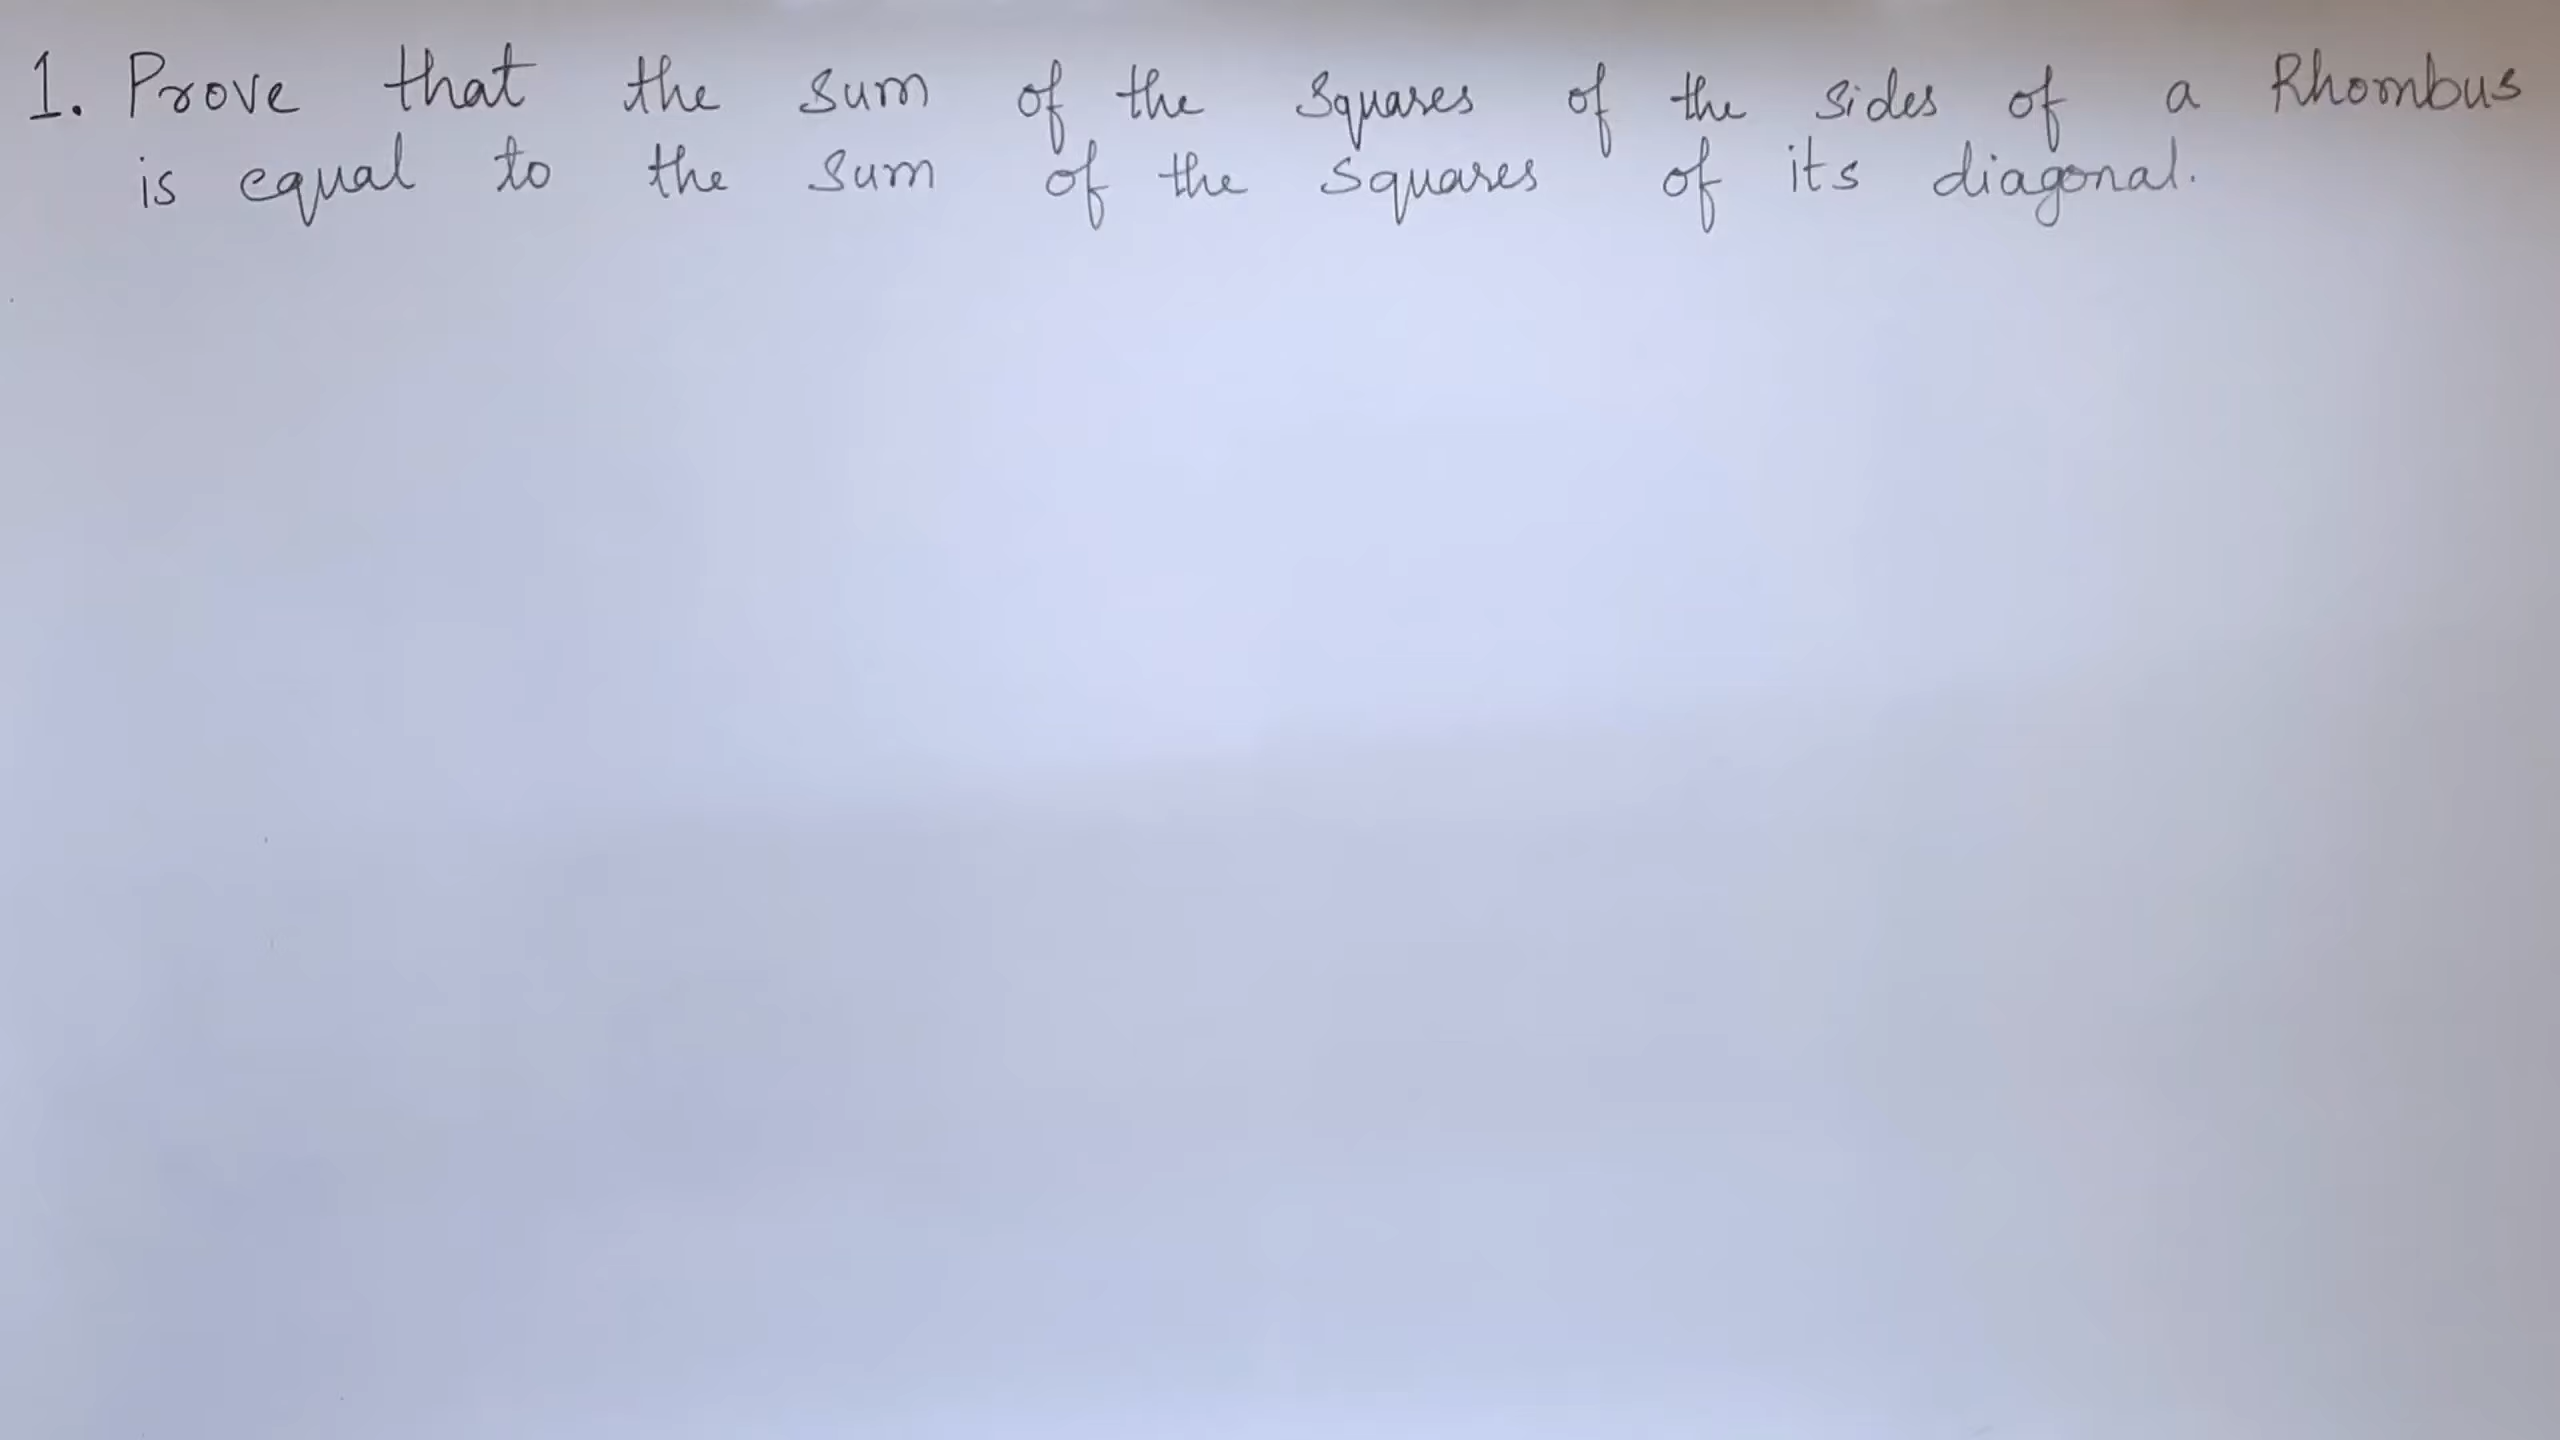 1. Prove that the sum of the squares of the sides of a Rhombus
is equal to the sum of the squares of its diagonal.